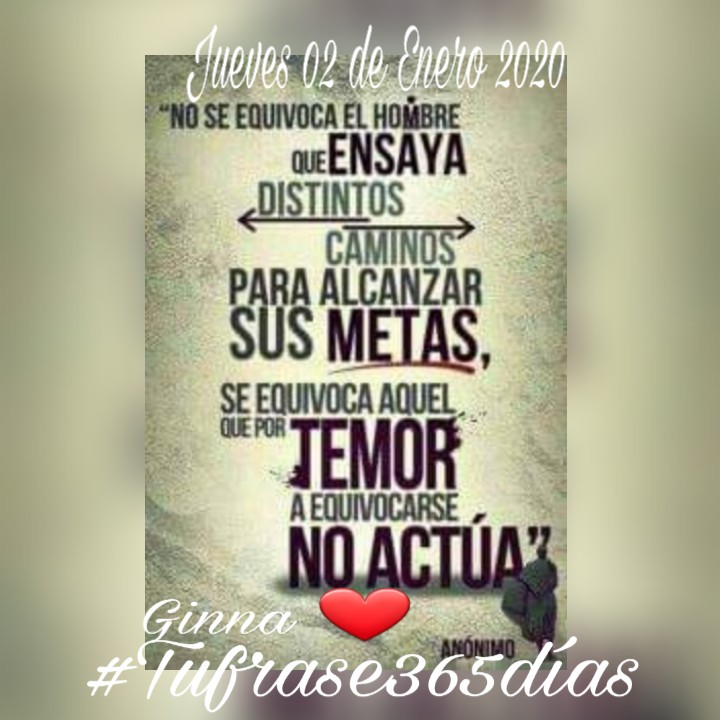 Jueves 02 de Enero 2020
"NO SE EQUIVOCA EL HOMBRE
QUE ENSAYA
DISTINTOS
CAMINOS
PARA ALCANZAR
SUS METAS,
SE EQUIVOCA AQUEL
QUE POR TEMOR
A EQUIVOCARSE
NO ACTÚA"
Ginna
ANÓNIMO
#Tufrase365días